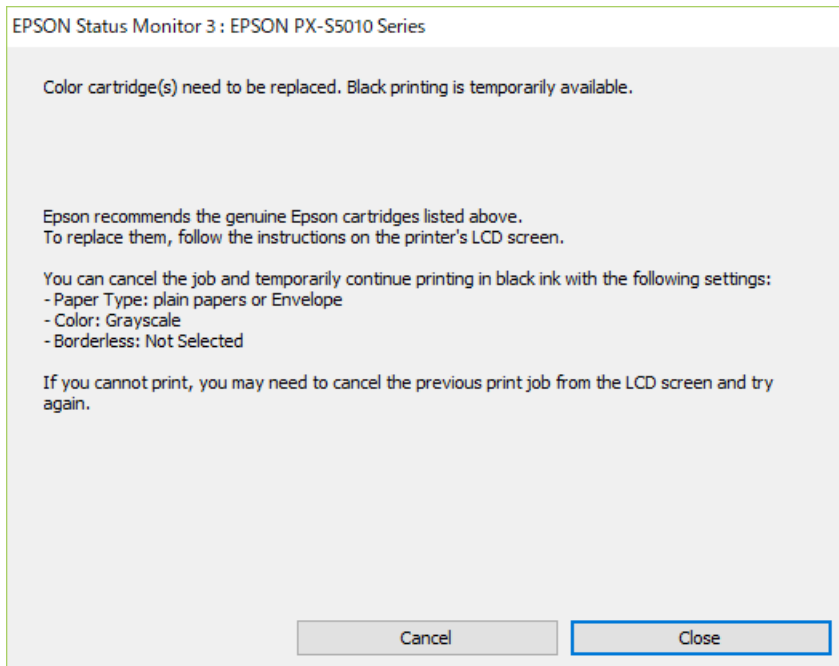 EPSON Status Monitor 3 : EPSON PX-S5010 Series
Color cartridge(s) need to be replaced. Black printing is temporarily available.
Epson recommends the genuine Epson cartridges listed above.
To replace them, follow the instructions on the printer's LCD screen.
You can cancel the job and temporarily continue printing in black ink with the following settings:
- Paper Type: plain papers or Envelope
- Color: Grayscale
- Borderless: Not Selected
If you cannot print, you may need to cancel the previous print job from the LCD screen and try
again.
Cancel
Close